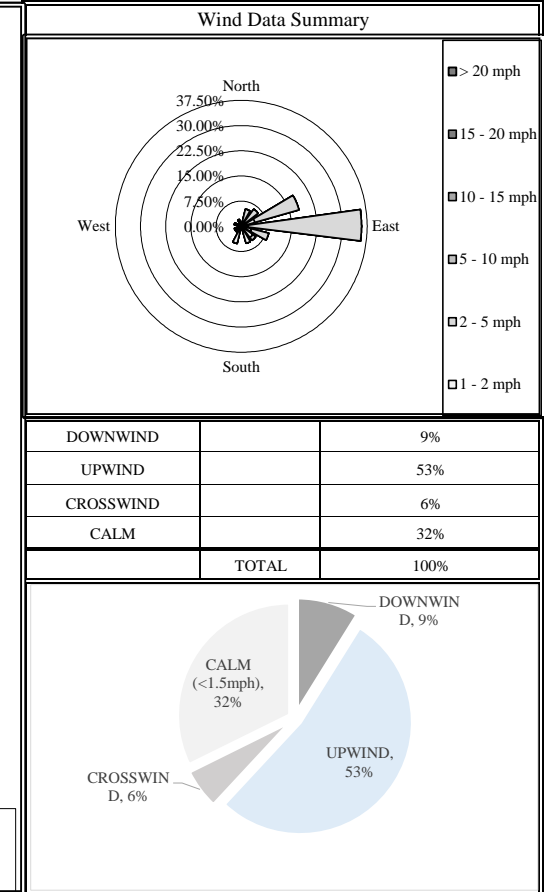 Wind Data Summary
North
37.50%
30.00%
22.50%
15.00%
7.50%
0.00%
West
East
South
> 20 mph
15 - 20 mph
10 - 15 mph
5 - 10 mph
2 - 5 mph
1 - 2 mph
DOWNWIND 9%
UPWIND 53%
CROSSWIND 6%
CALM 32%
TOTAL 100%
DOWNWIN
D, 9%
CALM
(<1.5mph),
32%
UPWIND,
53%
CROSSWIN
D, 6%